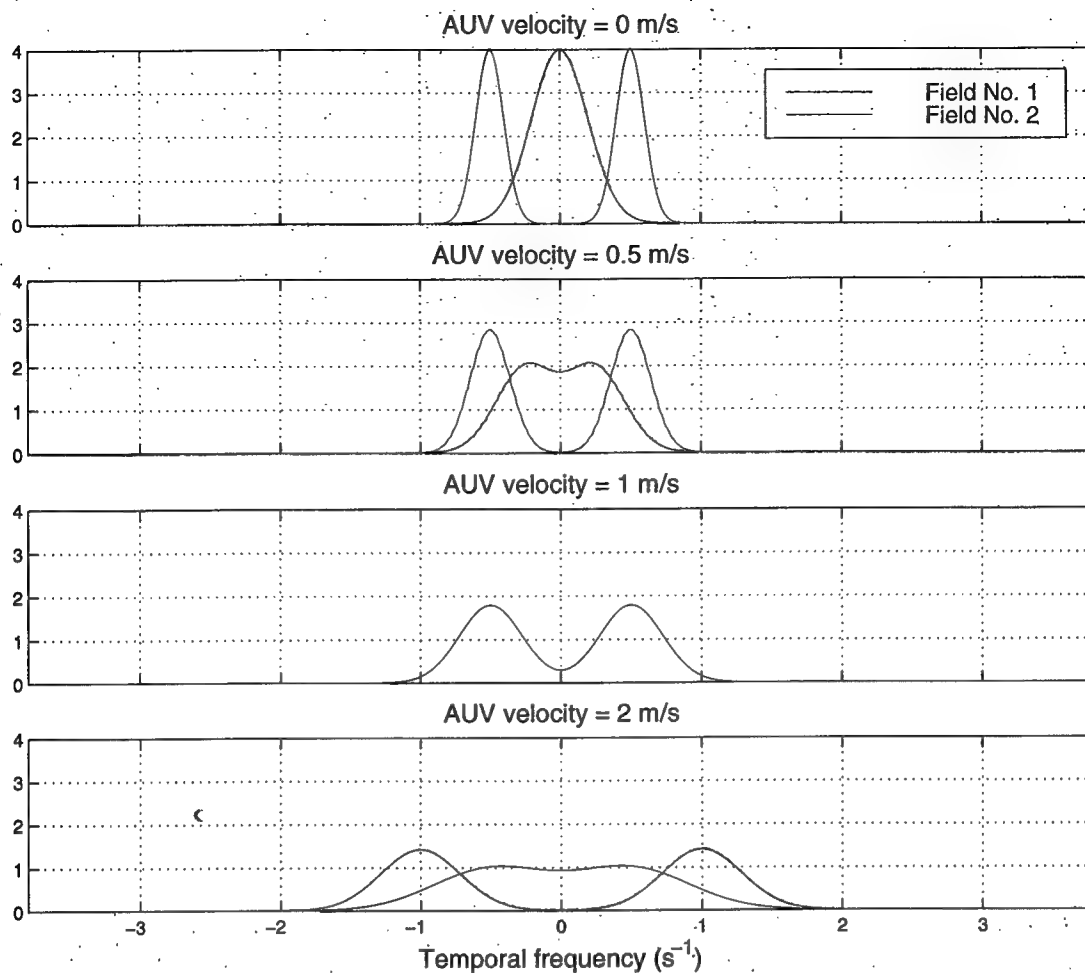 AUV velocity = 0 m/s
4
3
2
1
0
Field No. 1
Field No. 2
AUV velocity = 0.5 m/s
4
3
2
1
0
AUV velocity = 1 m/s
4
3
2
1
0
AUV velocity = 2 m/s
4
3
2
1
0
−3 −2 −1 0 1 2 3
Temporal frequency (s⁻¹)